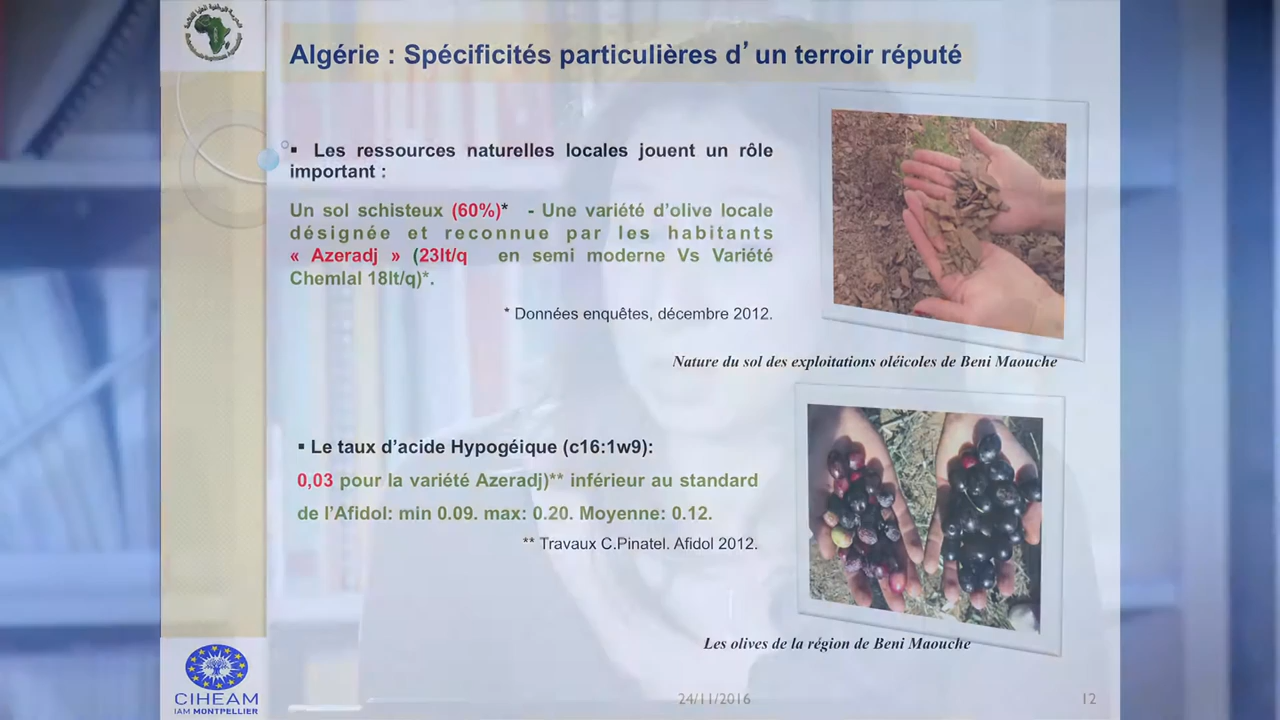 Algérie : Spécificités particulières d’ un terroir réputé
▪ Les ressources naturelles locales jouent un rôle
important :
Un sol schisteux (60%)* - Une variété d’olive locale
désignée et reconnue par les habitants
« Azeradj » (23lt/q en semi moderne Vs Variété
Chemlal 18lt/q)*.
* Données enquêtes, décembre 2012.
Nature du sol des exploitations oléicoles de Beni Maouche
▪ Le taux d’acide Hypogéique (c16:1w9):
0,03 pour la variété Azeradj)** inférieur au standard
de l’Afidol: min 0.09. max: 0.20. Moyenne: 0.12.
** Travaux C.Pinatel. Afidol 2012.
Les olives de la région de Beni Maouche
CIHEAM
IAM MONTPELLIER
24/11/2016
12